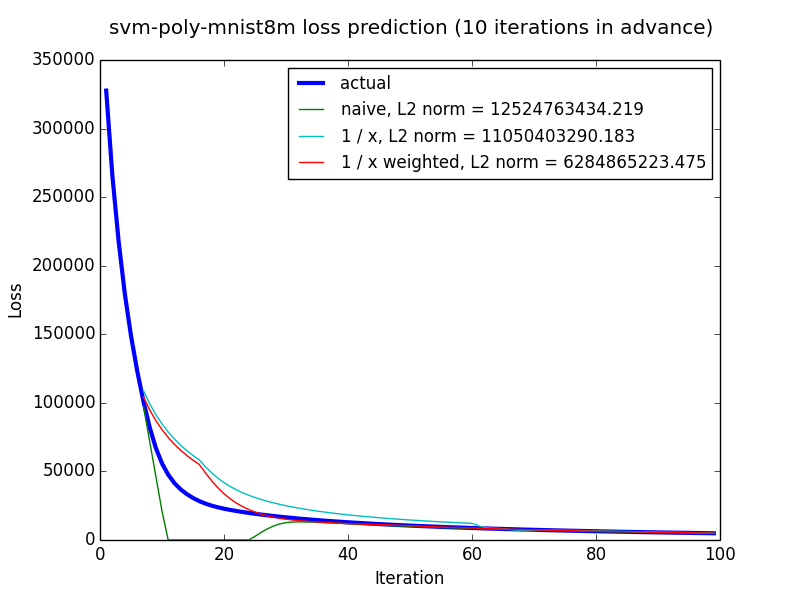 svm-poly-mnist8m loss prediction (10 iterations in advance)
350000
300000
250000
200000
150000
100000
50000
0
Loss
actual
naive, L2 norm = 12524763434.219
1 / x, L2 norm = 11050403290.183
1 / x weighted, L2 norm = 6284865223.475
0 20 40 60 80 100
Iteration